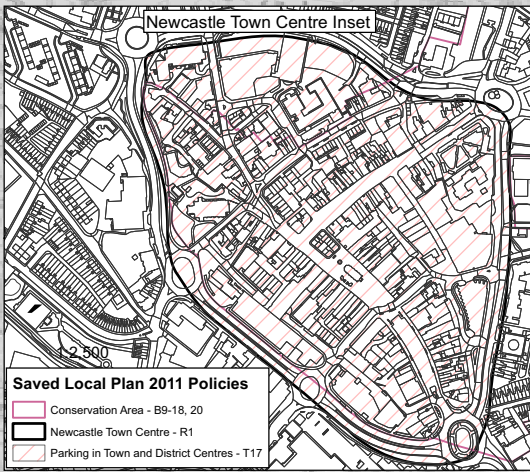 Newcastle Town Centre Inset
1:2,500
Saved Local Plan 2011 Policies
Conservation Area - B9-18, 20
Newcastle Town Centre - R1
Parking in Town and District Centres - T17